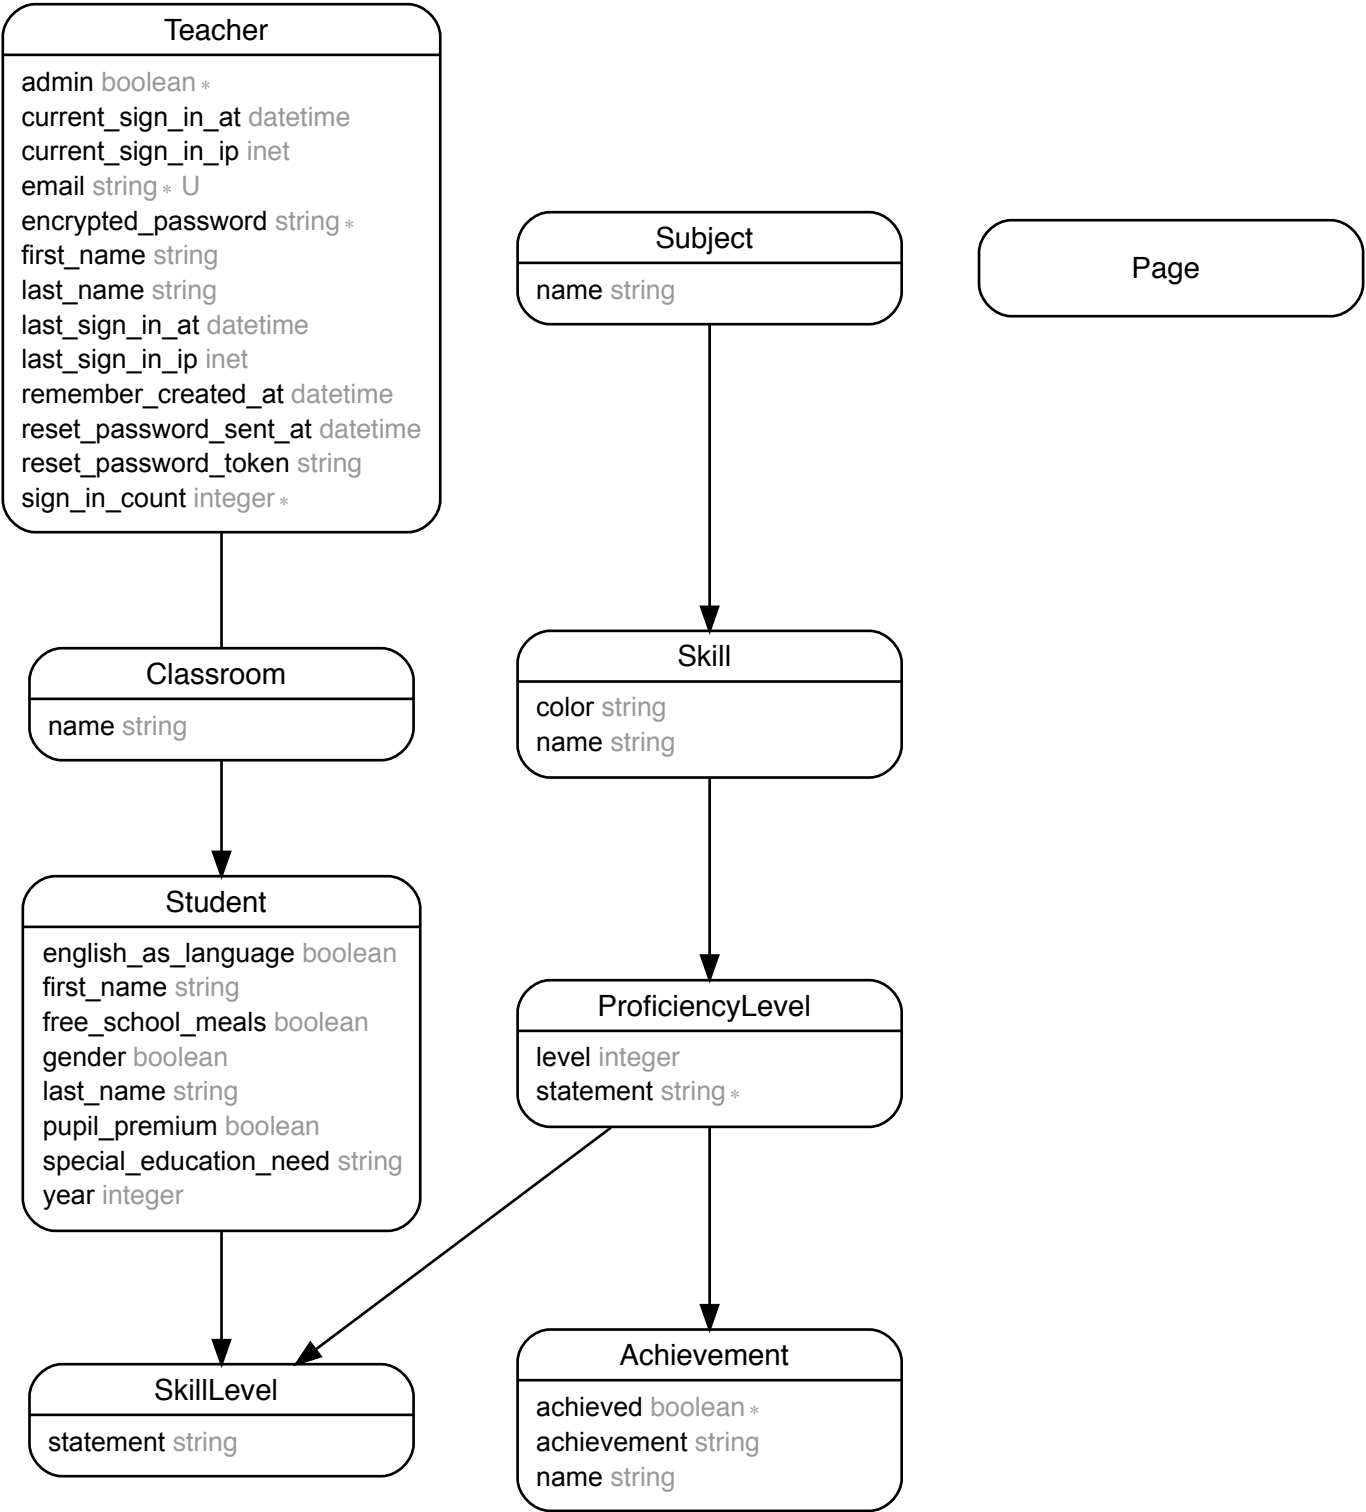 Teacher
admin boolean *
current_sign_in_at datetime
current_sign_in_ip inet
email string * U
encrypted_password string *
first_name string
last_name string
last_sign_in_at datetime
last_sign_in_ip inet
remember_created_at datetime
reset_password_sent_at datetime
reset_password_token string
sign_in_count integer *
Subject
name string
Page
Classroom
name string
Skill
color string
name string
Student
english_as_language boolean
first_name string
free_school_meals boolean
gender boolean
last_name string
pupil_premium boolean
special_education_need string
year integer
ProficiencyLevel
level integer
statement string *
SkillLevel
statement string
Achievement
achieved boolean *
achievement string
name string